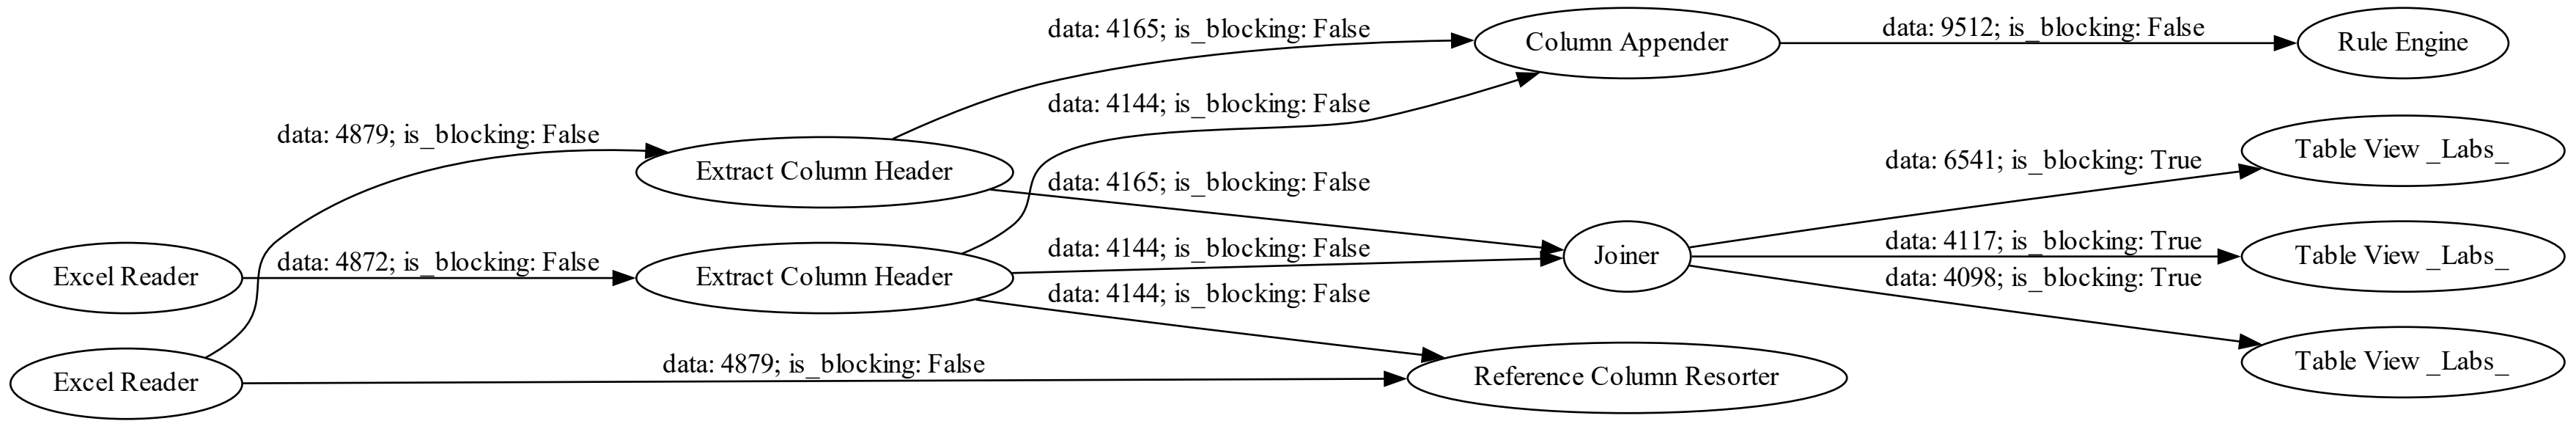 data: 4165; is_blocking: False
Column Appender
data: 9512; is_blocking: False
Rule Engine
data: 4144; is_blocking: False
data: 4879; is_blocking: False
Extract Column Header
data: 4165; is_blocking: False
data: 6541; is_blocking: True
Table View _Labs_
Excel Reader
data: 4872; is_blocking: False
Extract Column Header
data: 4144; is_blocking: False
Joiner
data: 4117; is_blocking: True
Table View _Labs_
data: 4144; is_blocking: False
data: 4098; is_blocking: True
Table View _Labs_
Excel Reader
data: 4879; is_blocking: False
Reference Column Resorter